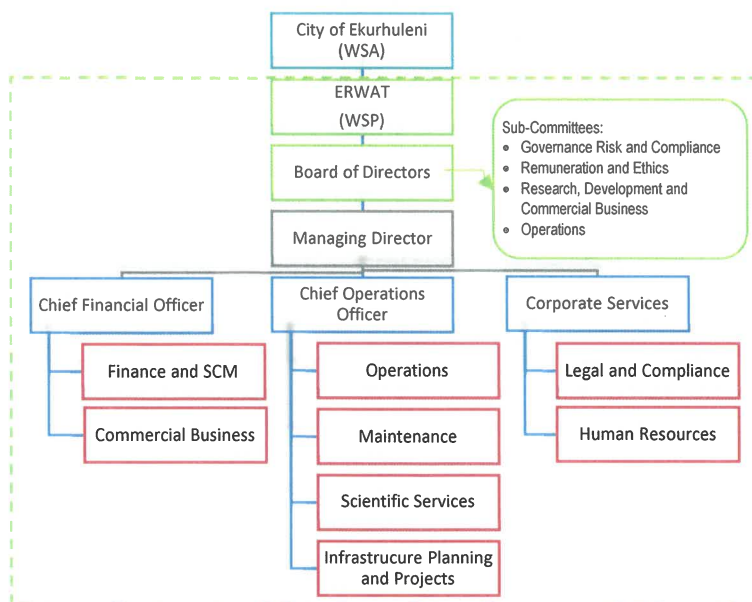 City of Ekurhuleni
(WSA)
ERWAT
(WSP)
Sub-Committees:
• Governance Risk and Compliance
• Remuneration and Ethics
• Research, Development and
Commercial Business
• Operations
Board of Directors
Managing Director
Chief Financial Officer
Chief Operations
Officer
Corporate Services
Finance and SCM
Operations
Legal and Compliance
Commercial Business
Maintenance
Human Resources
Scientific Services
Infrastrucure Planning
and Projects